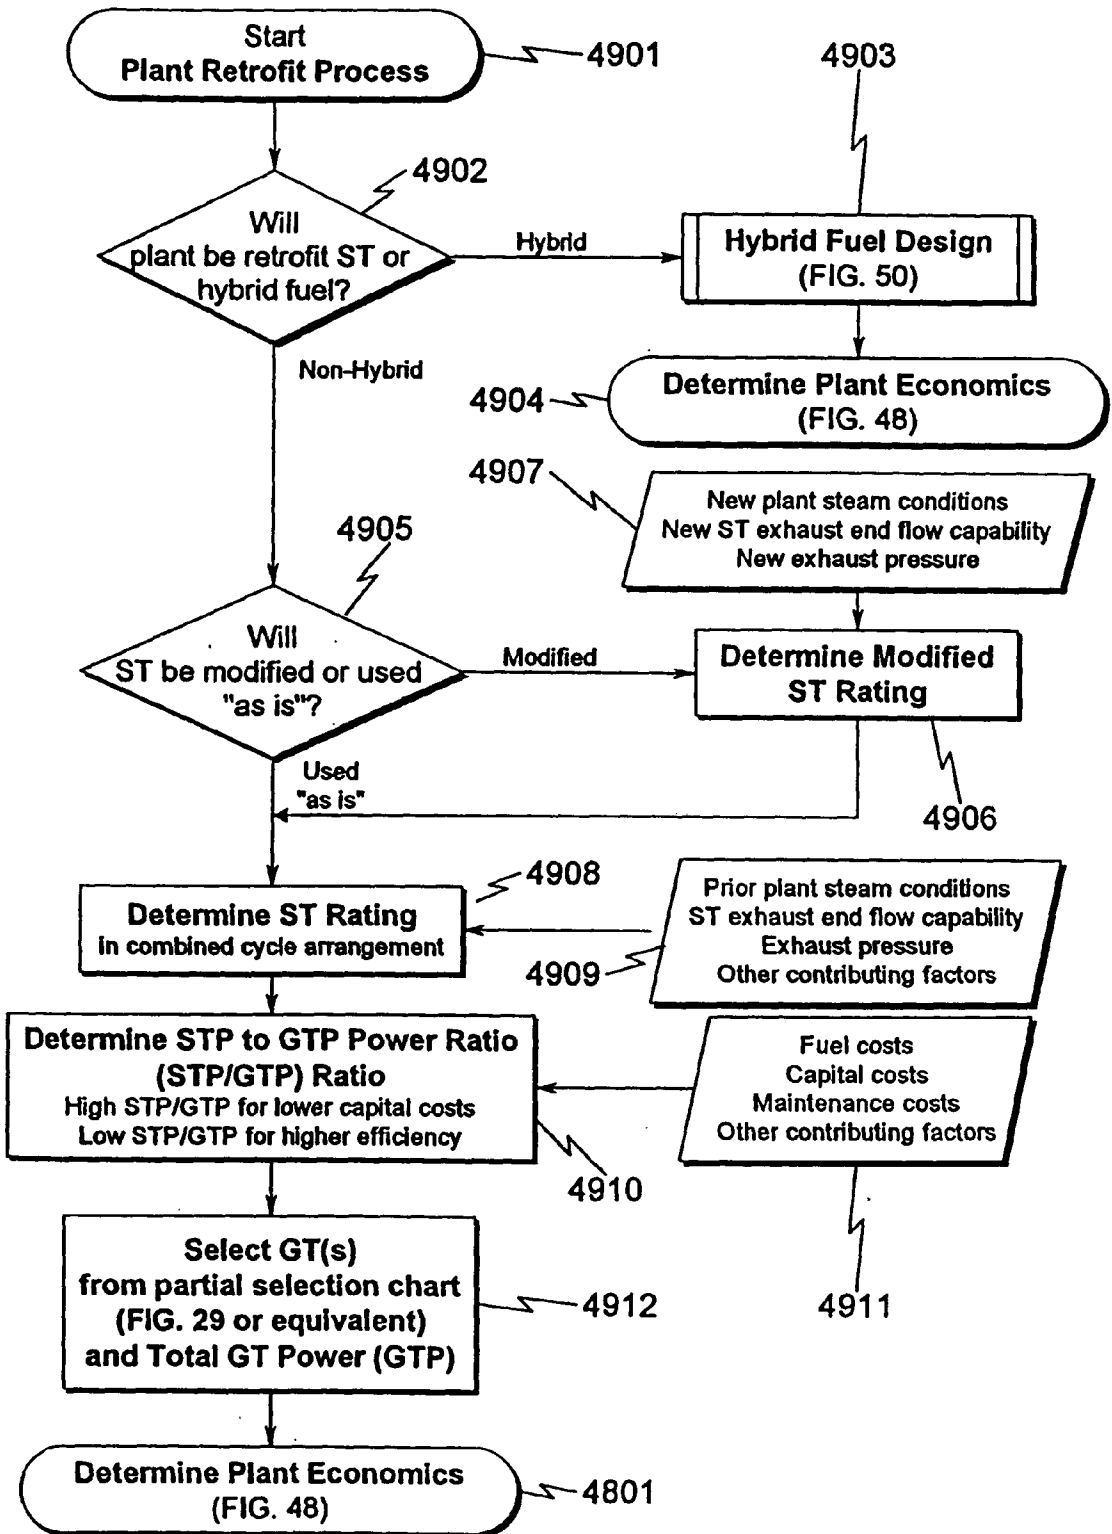 Start
Plant Retrofit Process
4901
4903
4902
Will
plant be retrofit ST or
hybrid fuel?
Hybrid
Hybrid Fuel Design
(FIG. 50)
Non-Hybrid
4904
Determine Plant Economics
(FIG. 48)
4907
New plant steam conditions
New ST exhaust end flow capability
New exhaust pressure
4905
Will
ST be modified or used
"as is"?
Modified
Determine Modified
ST Rating
Used
"as is"
4906
4908
Determine ST Rating
in combined cycle arrangement
Prior plant steam conditions
ST exhaust end flow capability
Exhaust pressure
Other contributing factors
4909
Determine STP to GTP Power Ratio
(STP/GTP) Ratio
High STP/GTP for lower capital costs
Low STP/GTP for higher efficiency
Fuel costs
Capital costs
Maintenance costs
Other contributing factors
4910
4911
Select GT(s)
from partial selection chart
(FIG. 29 or equivalent)
and Total GT Power (GTP)
4912
Determine Plant Economics
(FIG. 48)
4801